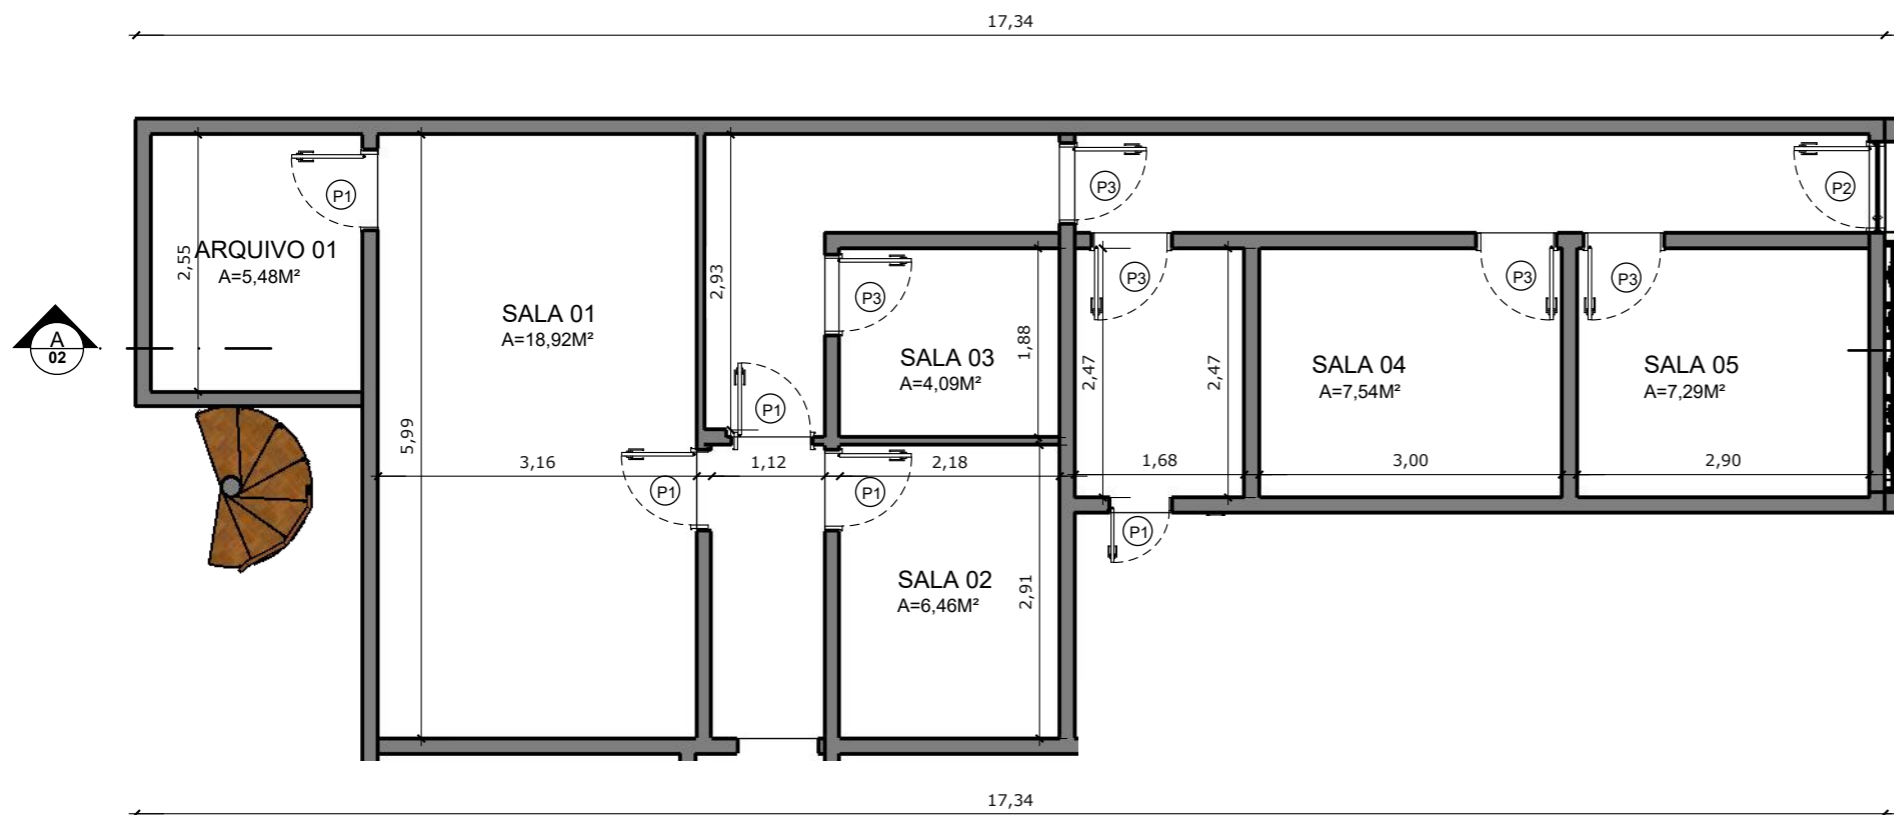 17,34
P1
P3
P2
2,55
ARQUIVO 01
A=5,48M²
2,93
P3
P3
P3
P3
SALA 01
A=18,92M²
A
02
SALA 03
A=4,09M²
1,88
2,47
2,47
SALA 04
A=7,54M²
SALA 05
A=7,29M²
P1
5,99
3,16
1,12
2,18
1,68
3,00
2,90
P1
P1
P1
SALA 02
A=6,46M²
2,91
17,34